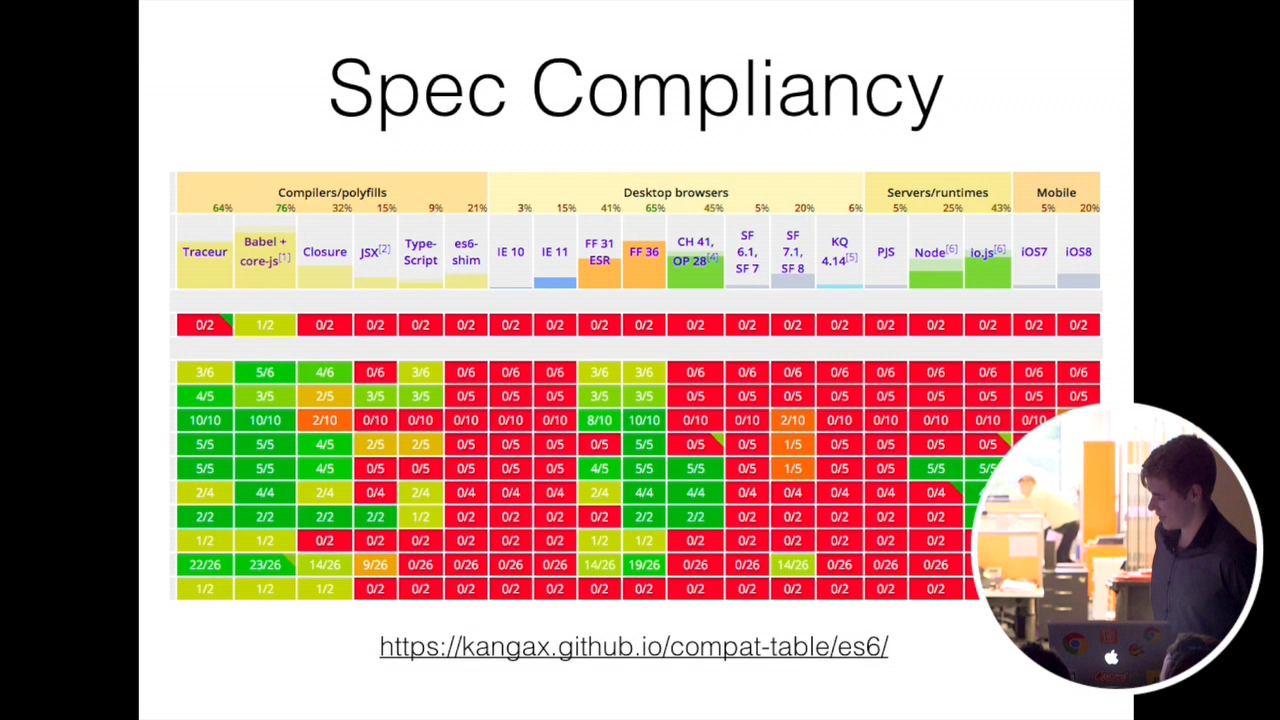 Spec Compliancy
Compilers/polyfills Desktop browsers Servers/runtimes Mobile
64% 76% 32% 15% 9% 21% 3% 15% 41% 65% 45% 5% 20% 6% 5% 25% 43% 5% 20%
Traceur Babel + core-js[1] Closure JSX[2] Type-Script es6-shim IE 10 IE 11 FF 31 ESR FF 36 CH 41, OP 28[4] SF 6.1, SF 7 SF 7.1, SF 8 KQ 4.14[5] PJS Node[6] io.js[6] iOS7 iOS8
0/2 1/2 0/2 0/2 0/2 0/2 0/2 0/2 0/2 0/2 0/2 0/2 0/2 0/2 0/2 0/2 0/2 0/2 0/2
3/6 5/6 4/6 0/6 3/6 0/6 0/6 0/6 3/6 3/6 0/6 0/6 0/6 0/6 0/6 0/6 0/6 0/6 0/6
4/5 3/5 2/5 3/5 3/5 0/5 0/5 0/5 3/5 3/5 0/5 0/5 0/5 0/5 0/5 0/5 0/5 0/5 0/5
10/10 10/10 2/10 0/10 0/10 0/10 0/10 0/10 8/10 10/10 0/10 0/10 2/10 0/10 0/10 0/10 0/10 0/10
5/5 5/5 4/5 2/5 2/5 0/5 0/5 0/5 0/5 5/5 0/5 0/5 1/5 0/5 0/5 0/5 0/5
5/5 5/5 4/5 0/5 0/5 0/5 0/5 0/5 4/5 5/5 5/5 0/5 1/5 0/5 0/5 5/5 5/5
2/4 4/4 2/4 0/4 2/4 0/4 0/4 0/4 2/4 4/4 4/4 0/4 0/4 0/4 0/4 0/4
2/2 2/2 2/2 2/2 1/2 0/2 0/2 0/2 0/2 2/2 2/2 0/2 0/2 0/2 0/2 0/2
1/2 1/2 0/2 0/2 0/2 0/2 0/2 0/2 1/2 1/2 0/2 0/2 0/2 0/2 0/2 0/2
22/26 23/26 14/26 9/26 0/26 0/26 0/26 0/26 14/26 19/26 0/26 0/26 14/26 0/26 0/26 0/26
1/2 1/2 1/2 0/2 0/2 0/2 0/2 0/2 0/2 0/2 0/2 0/2 0/2 0/2 0/2 0/2
https://kangax.github.io/compat-table/es6/